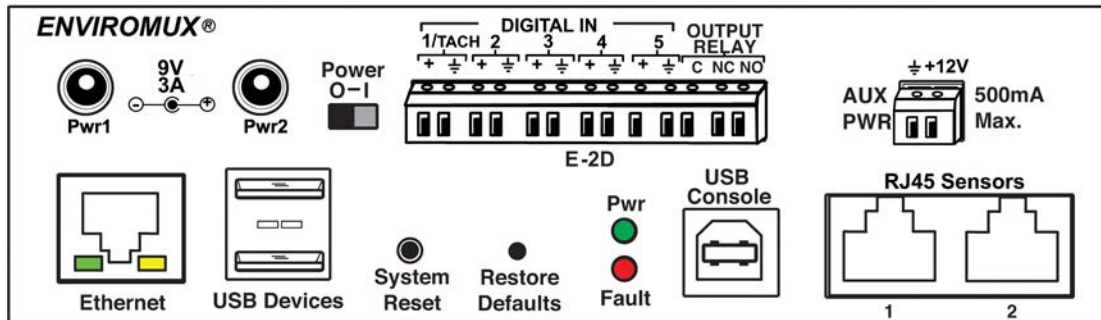 ENVIROMUX®
DIGITAL IN
1/TACH 2 3 4 5
OUTPUT
RELAY
+ ⏚ + ⏚ + ⏚ + ⏚ + ⏚ C NC NO
E-2D
9V
3A
- +
Pwr1
Pwr2
Power
O-I
⏚ +12V
AUX
PWR
500mA
Max.
Ethernet
USB Devices
System
Reset
Restore
Defaults
Pwr
Fault
USB
Console
RJ45 Sensors
1 2